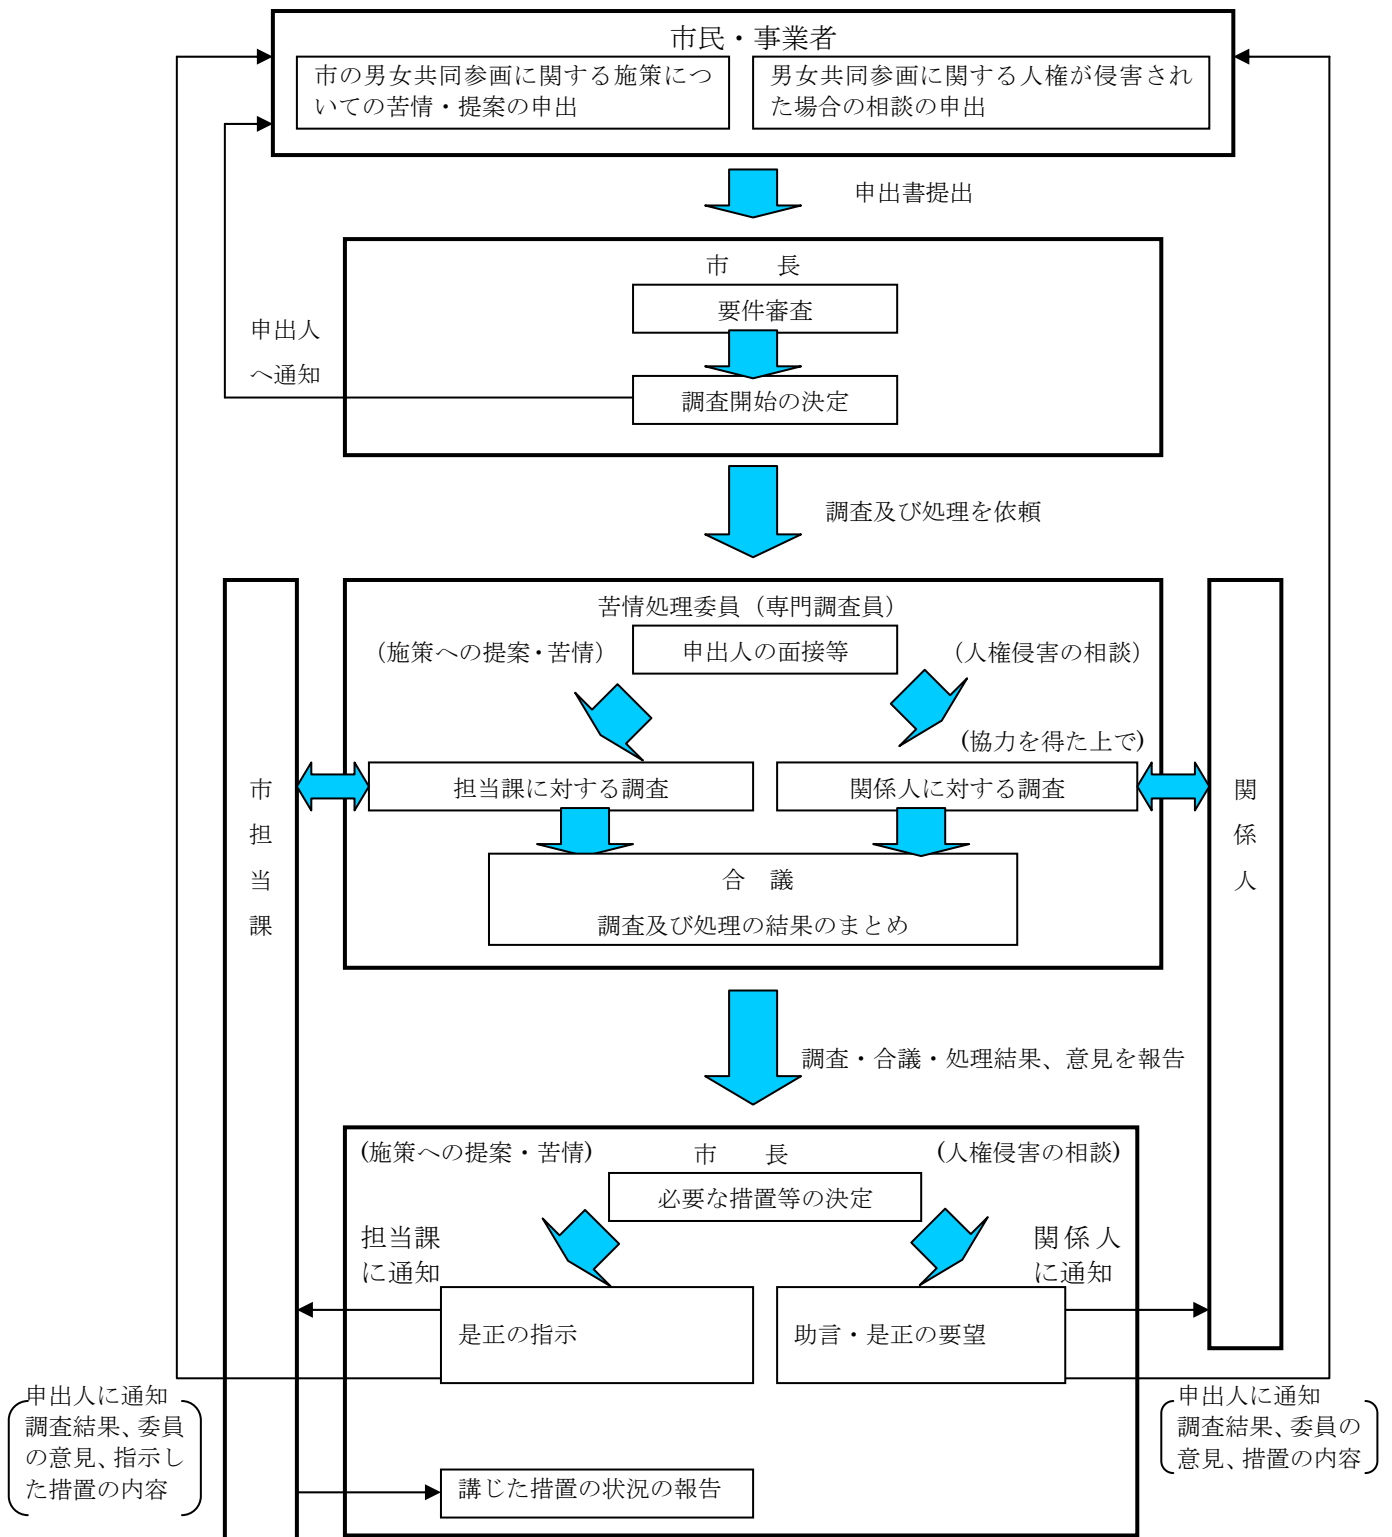 市民・事業者
市の男女共同参画に関する施策につ
いての苦情・提案の申出
男女共同参画に関する人権が侵害され
た場合の相談の申出
申出書提出
市　長
要件審査
申出人
へ通知
調査開始の決定
調査及び処理を依頼
苦情処理委員（専門調査員）
（施策への提案・苦情）
申出人の面接等
（人権侵害の相談）
(協力を得た上で)
市担当課
担当課に対する調査
関係人に対する調査
関係人
合　議
調査及び処理の結果のまとめ
調査・合議・処理結果、意見を報告
(施策への提案・苦情)
市　長
(人権侵害の相談)
必要な措置等の決定
担当課
に通知
関係人
に通知
是正の指示
助言・是正の要望
申出人に通知
調査結果、委員
の意見、指示し
た措置の内容
申出人に通知
調査結果、委員の
意見、措置の内容
講じた措置の状況の報告